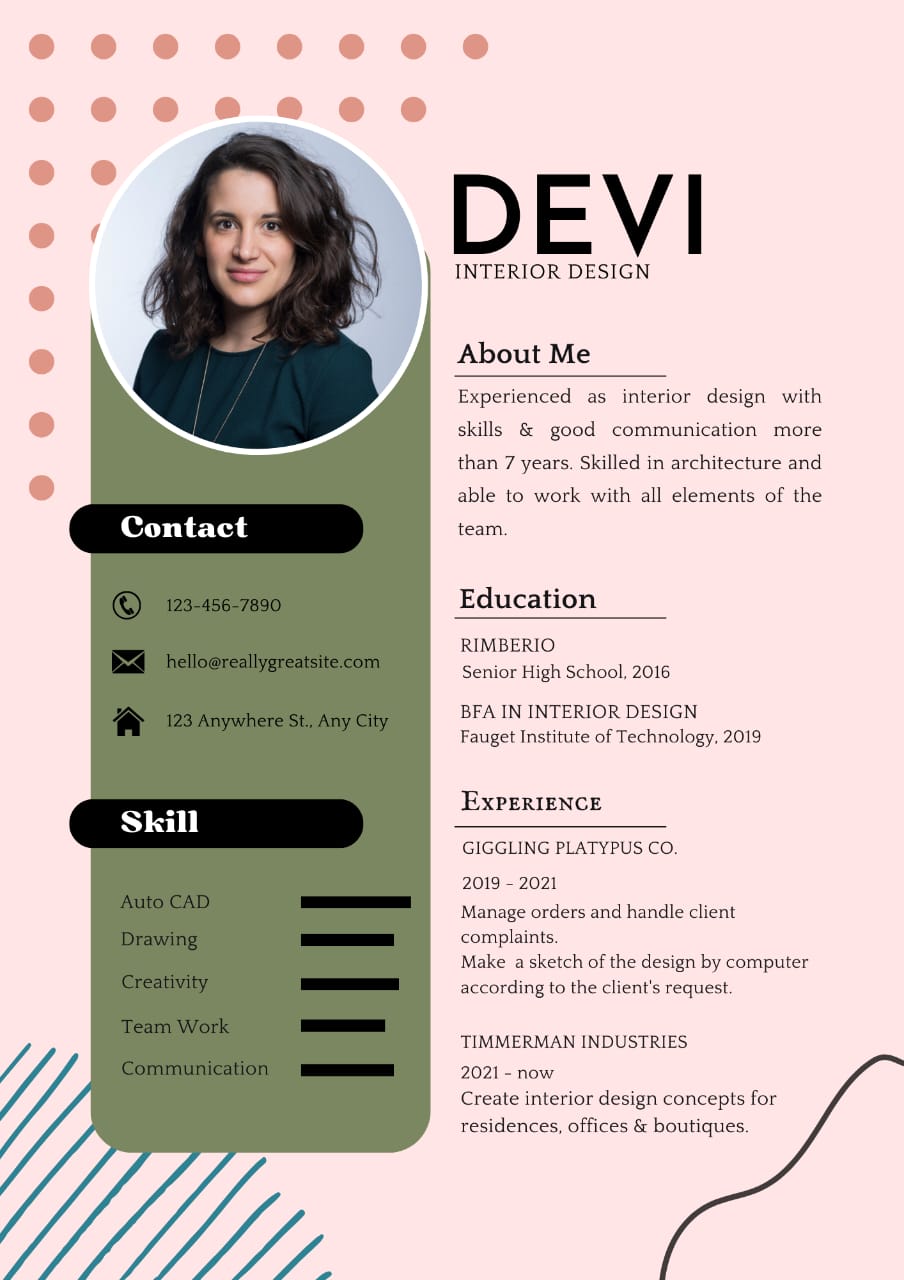 DEVI
INTERIOR DESIGN
About Me
Experienced as interior design with
skills & good communication more
than 7 years. Skilled in architecture and
able to work with all elements of the
team.
Contact
123-456-7890
hello@reallygreatsite.com
123 Anywhere St., Any City
Skill
Auto CAD
Drawing
Creativity
Team Work
Communication
Education
RIMBERIO
Senior High School, 2016
BFA IN INTERIOR DESIGN
Fauget Institute of Technology, 2019
Experience
GIGGLING PLATYPUS CO.
2019 - 2021
Manage orders and handle client
complaints.
Make a sketch of the design by computer
according to the client's request.
TIMMERMAN INDUSTRIES
2021 - now
Create interior design concepts for
residences, offices & boutiques.